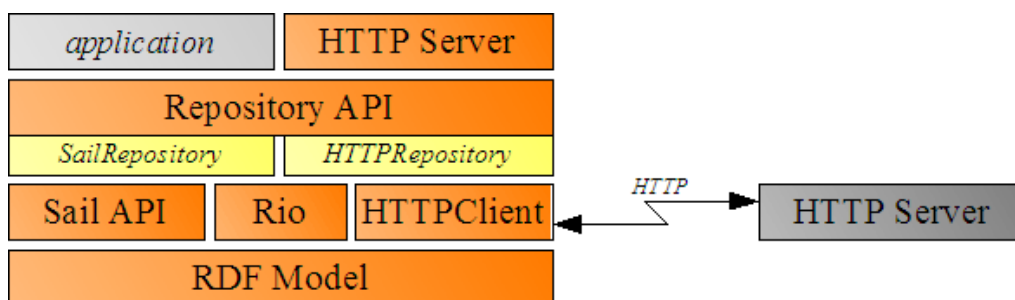 application
HTTP Server
Repository API
SailRepository
HTTPRepository
Sail API
Rio
HTTPClient
HTTP
HTTP Server
RDF Model